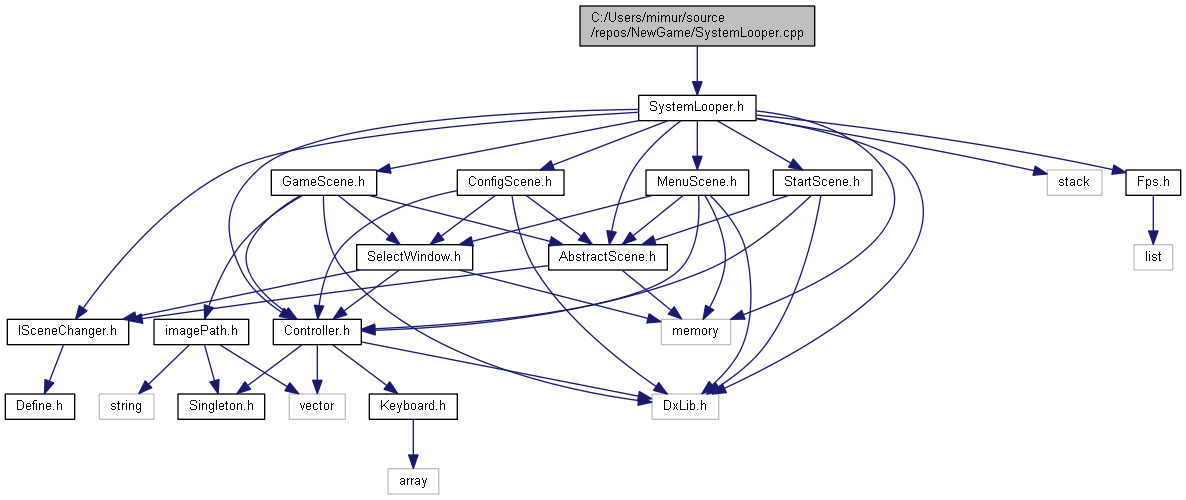 C:/Users/mimur/source
/repos/NewGame/SystemLooper.cpp
SystemLooper.h
GameScene.h
ConfigScene.h
MenuScene.h
StartScene.h
stack
Fps.h
SelectWindow.h
AbstractScene.h
list
ISceneChanger.h
imagePath.h
Controller.h
memory
Define.h
string
Singleton.h
vector
Keyboard.h
DxLib.h
array